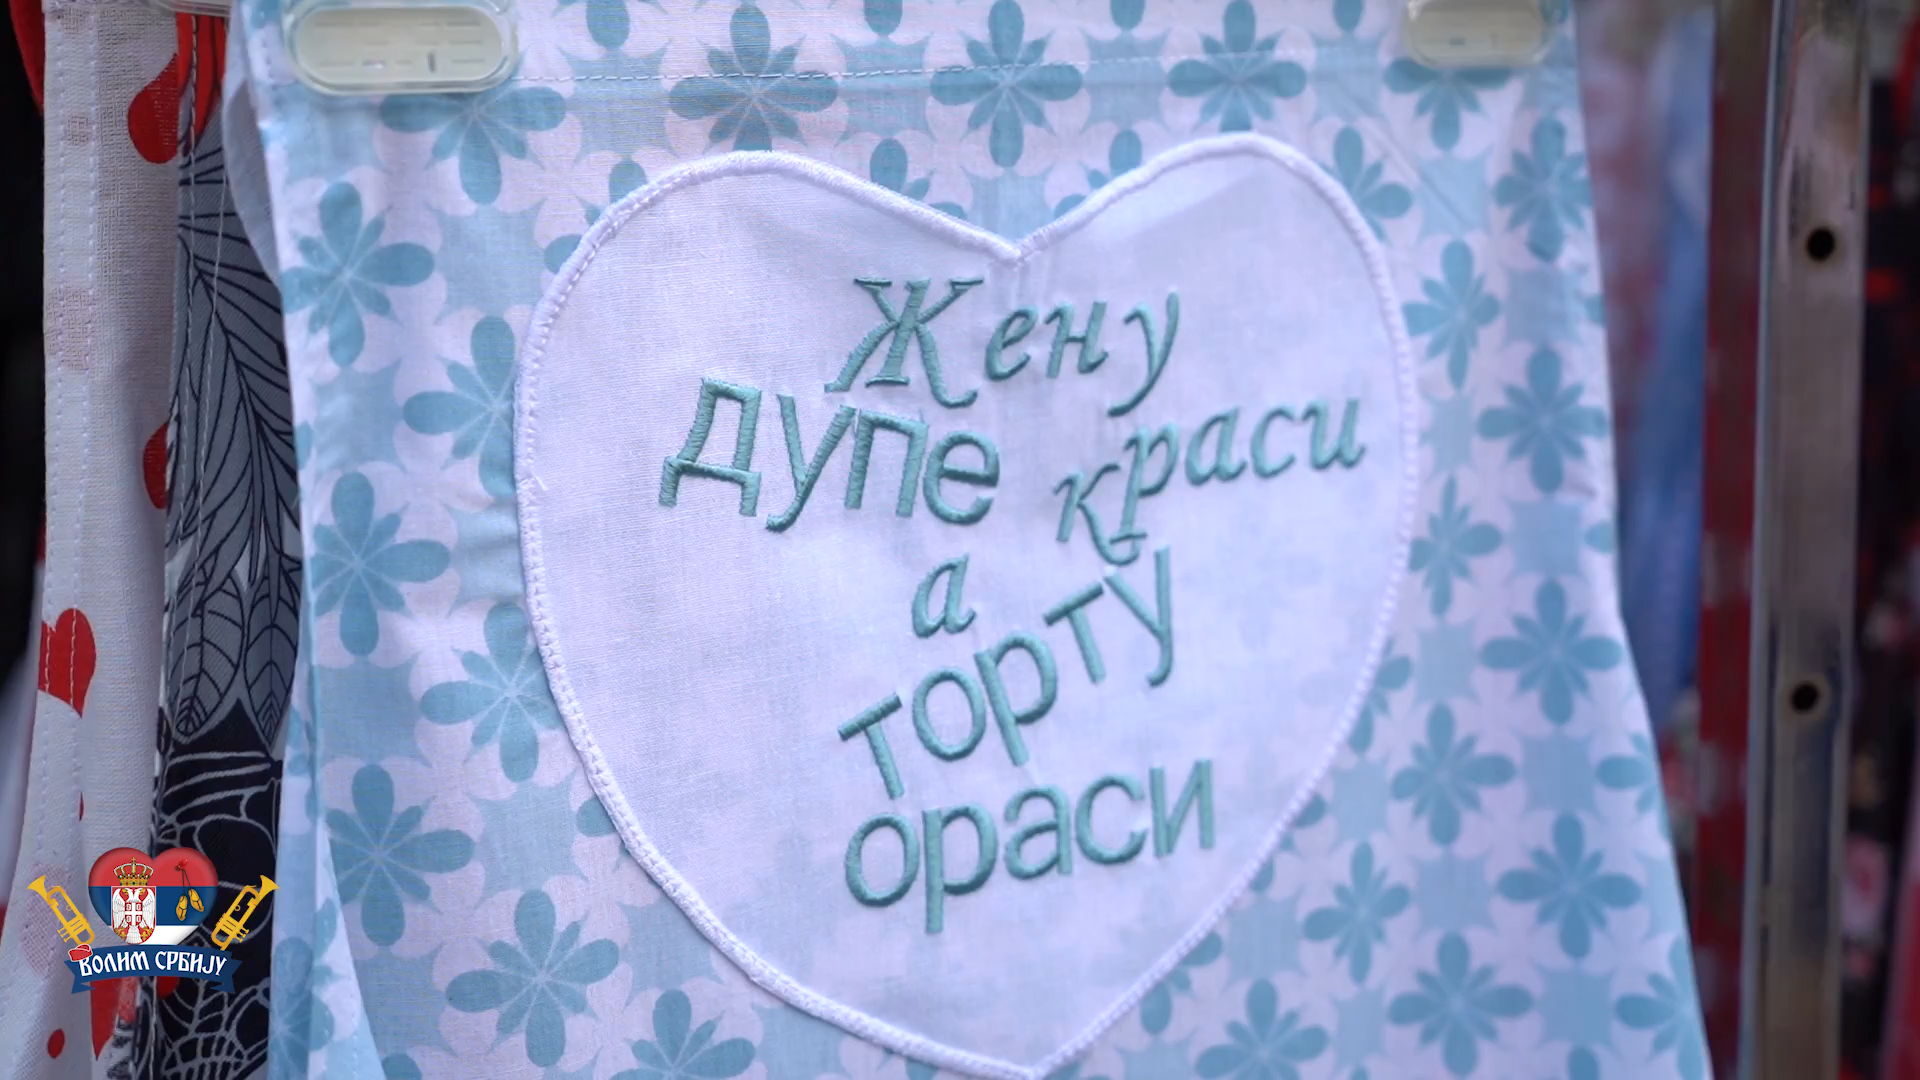 Жену
дупе краси
а
торту
ораси
ВОЛИМ СРБИЈУ